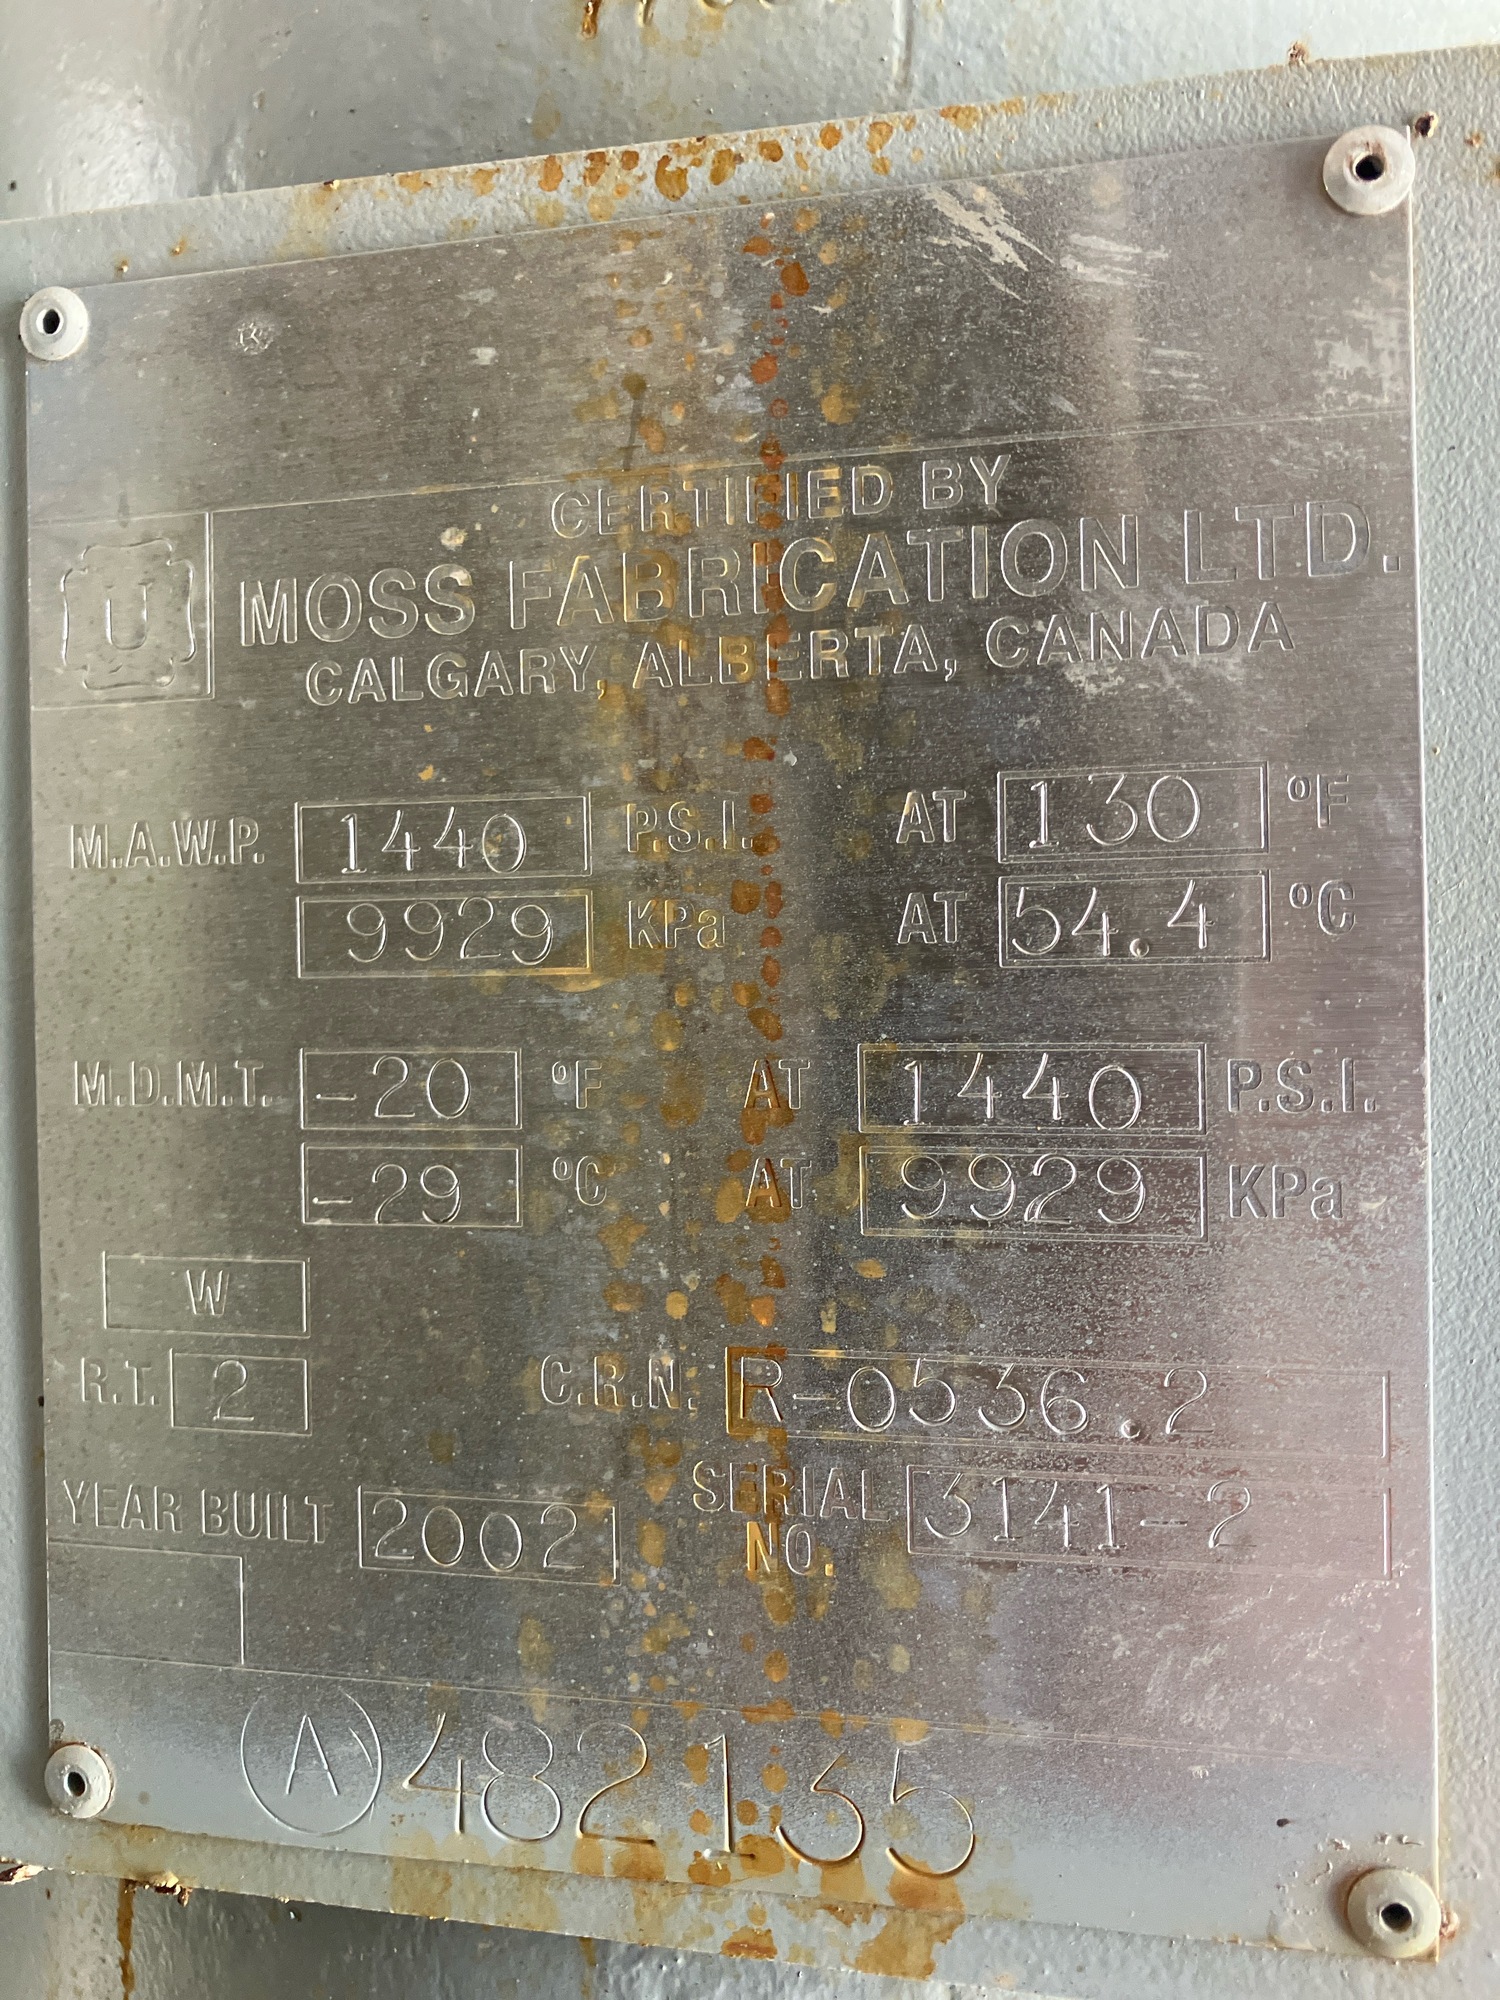 CERTIFIED BY
U
MOSS FABRICATION LTD.
CALGARY, ALBERTA, CANADA
M.A.W.P. 1440 P.S.I. AT 130 °F
9929 KPa AT 54.4 °C
M.D.M.T. -20 °F AT 1440 P.S.I.
-29 °C AT 9929 KPa
W
R.T. 2 C.R.N. R-0536.2
YEAR BUILT 2002 SERIAL NO. 3141-2
A 482135